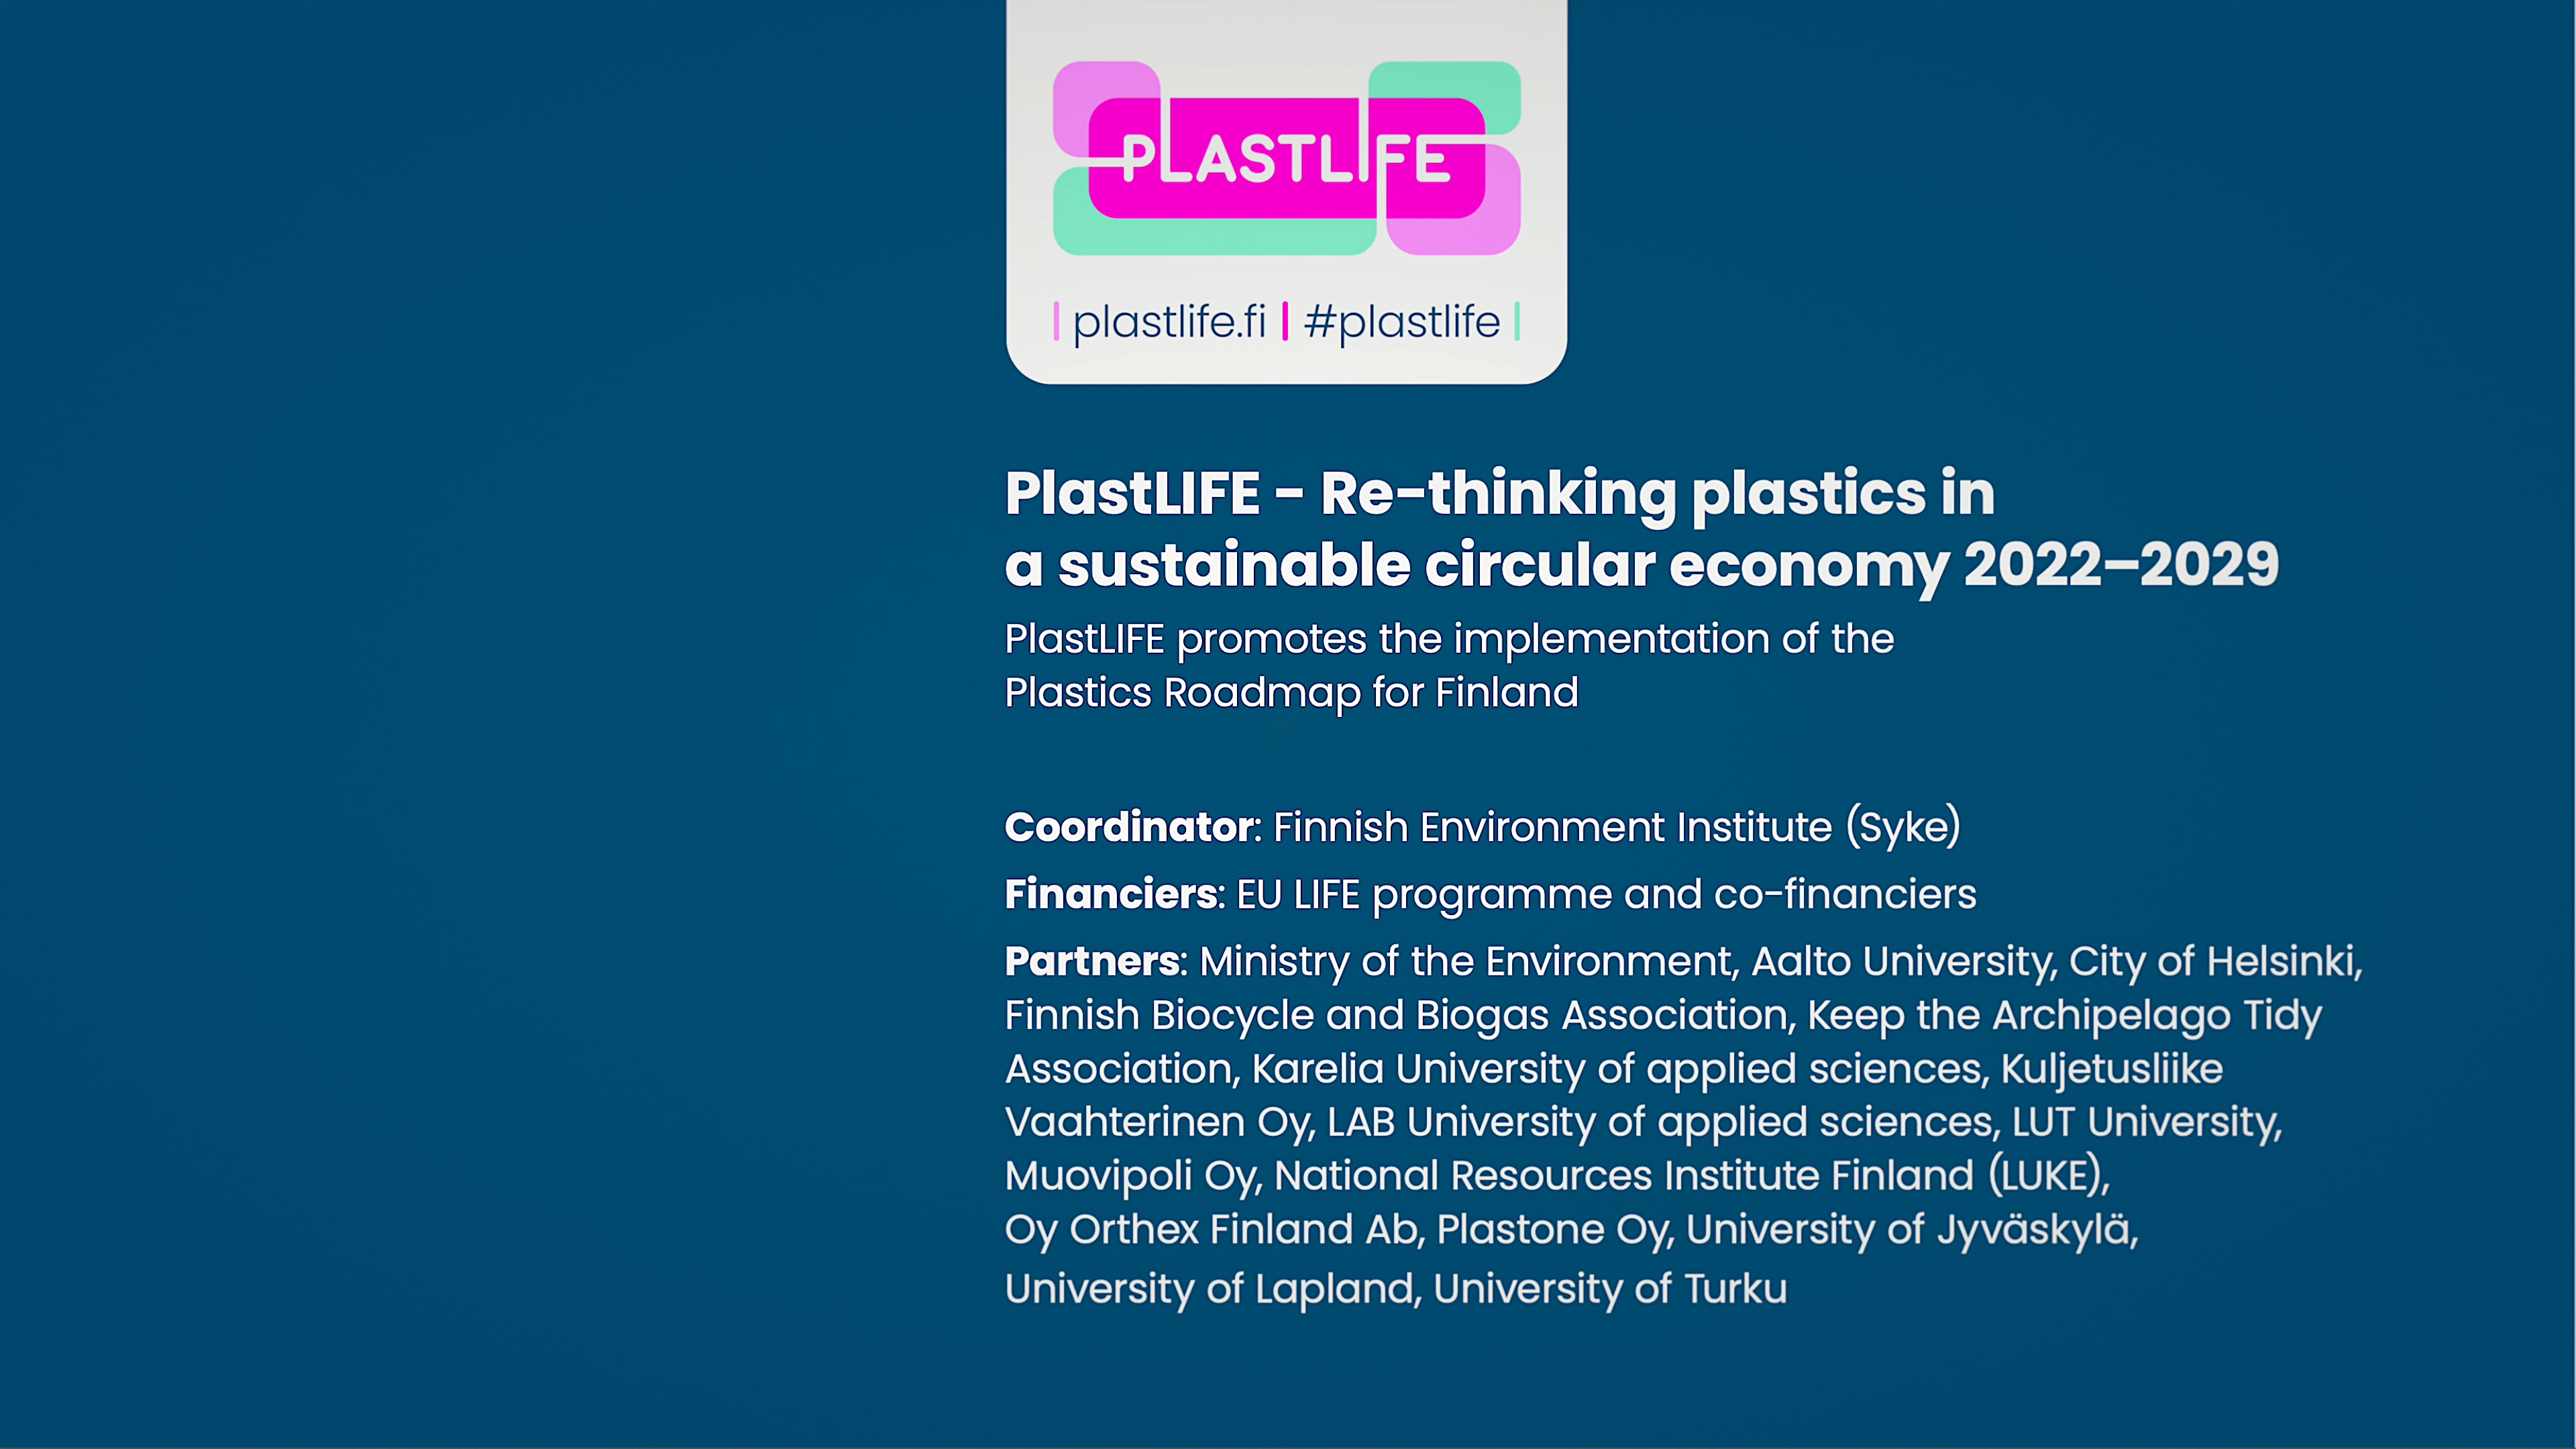 PLASTLIFE
| plastlife.fi | #plastlife |
PlastLIFE - Re-thinking plastics in
a sustainable circular economy 2022–2029
PlastLIFE promotes the implementation of the
Plastics Roadmap for Finland
Coordinator: Finnish Environment Institute (Syke)
Financiers: EU LIFE programme and co-financiers
Partners: Ministry of the Environment, Aalto University, City of Helsinki,
Finnish Biocycle and Biogas Association, Keep the Archipelago Tidy
Association, Karelia University of applied sciences, Kuljetusliike
Vaahterinen Oy, LAB University of applied sciences, LUT University,
Muovipoli Oy, National Resources Institute Finland (LUKE),
Oy Orthex Finland Ab, Plastone Oy, University of Jyväskylä,
University of Lapland, University of Turku